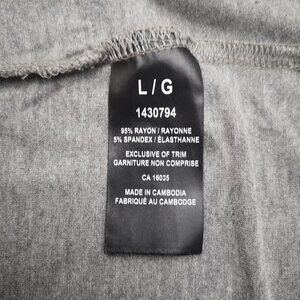 L / G
1430794
95% RAYON / RAYONNE
5% SPANDEX / ÉLASTHANNE
EXCLUSIVE OF TRIM
GARNITURE NON COMPRISE
CA 16035
MADE IN CAMBODIA
FABRIQUÉ AU CAMBODGE